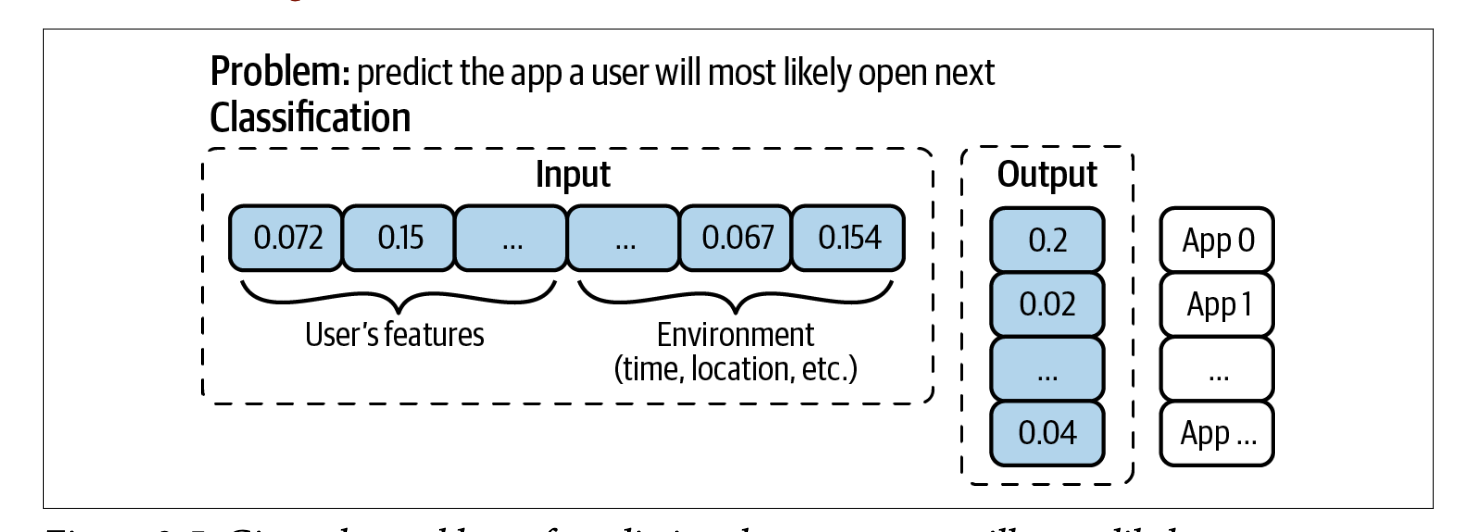 Problem: predict the app a user will most likely open next
Classification
Input
0.072 0.15 ... ... 0.067 0.154
User's features
Environment
(time, location, etc.)
Output
0.2
0.02
...
0.04
App 0
App 1
...
App ...